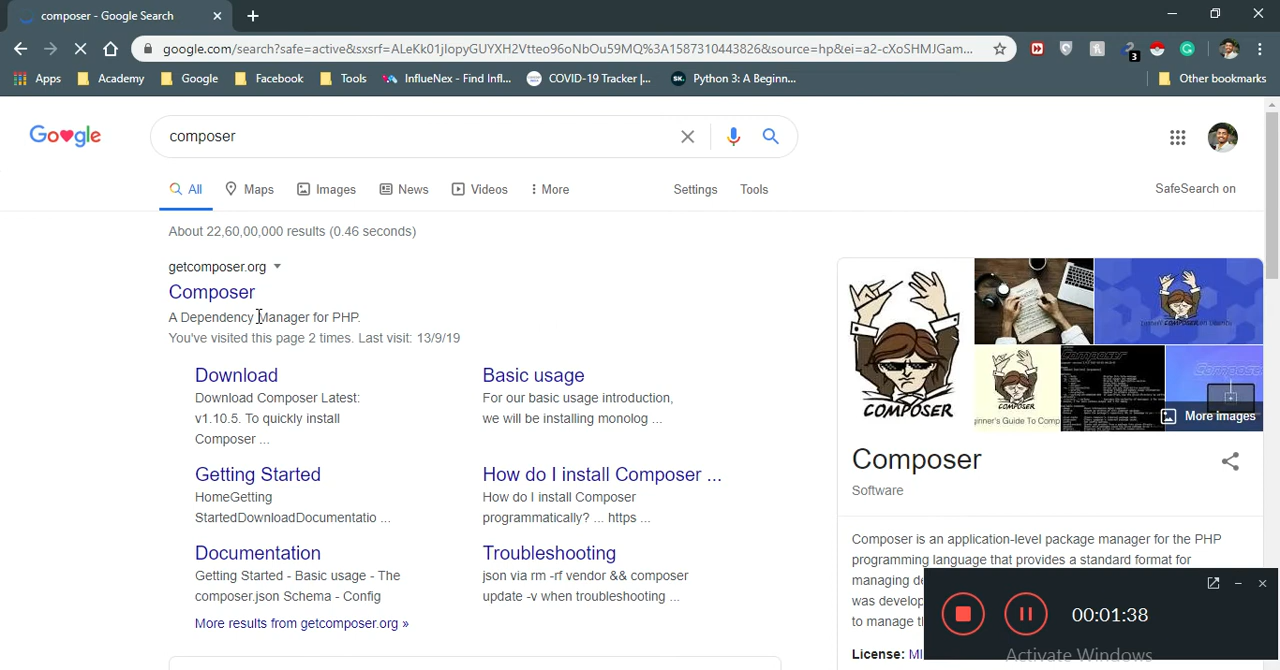 composer - Google Search
google.com/search?safe=active&sxsrf=ALeKk01jIopyGUYXH2Vtteo96oNbOu59MQ%3A1587310443826&source=hp&ei=a2-cXoSHMJGam...
3
Apps
Academy
Google
Facebook
Tools
InflueNex - Find Infl...
COVID-19 Tracker |...
Python: A Beginn...
Other bookmarks
Google
composer
All
Maps
Images
News
Videos
More
Settings
Tools
SafeSearch on
About 22,60,00,000 results (0.46 seconds)
getcomposer.org
Composer
A Dependency Manager for PHP.
You've visited this page 2 times. Last visit: 13/9/19
Download
Download Composer Latest:
v1.10.5. To quickly install
Composer ...
Basic usage
For our basic usage introduction,
we will be installing monolog ...
Getting Started
HomeGetting
StartedDownloadDocumentatio ...
How do I install Composer ...
How do I install Composer
programmatically? ... https ...
Documentation
Getting Started - Basic usage - The
composer.json Schema - Config
Troubleshooting
json via rm -rf vendor && composer
update -v when troubleshooting ...
More results from getcomposer.org »
COMPOSER
More images
Composer
Software
Composer is an application-level package manager for the PHP
programming language that provides a standard format for
managing de
was develop
to manage t
License: MI
00:01:38
Activate Windows